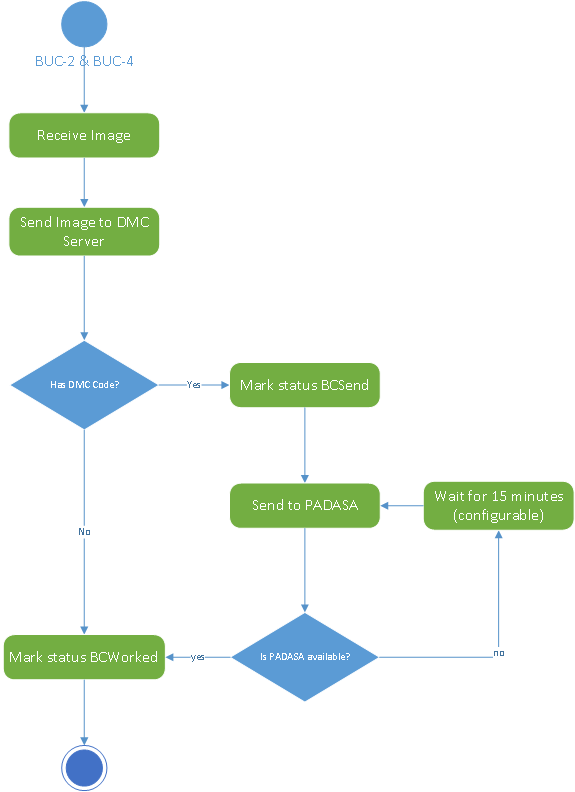 BUC-2 & BUC-4
Receive Image
Send Image to DMC
Server
Has DMC Code?
Yes
Mark status BCSend
Send to PADASA
Wait for 15 minutes
(configurable)
No
Mark status BCWorked
yes
Is PADASA available?
no